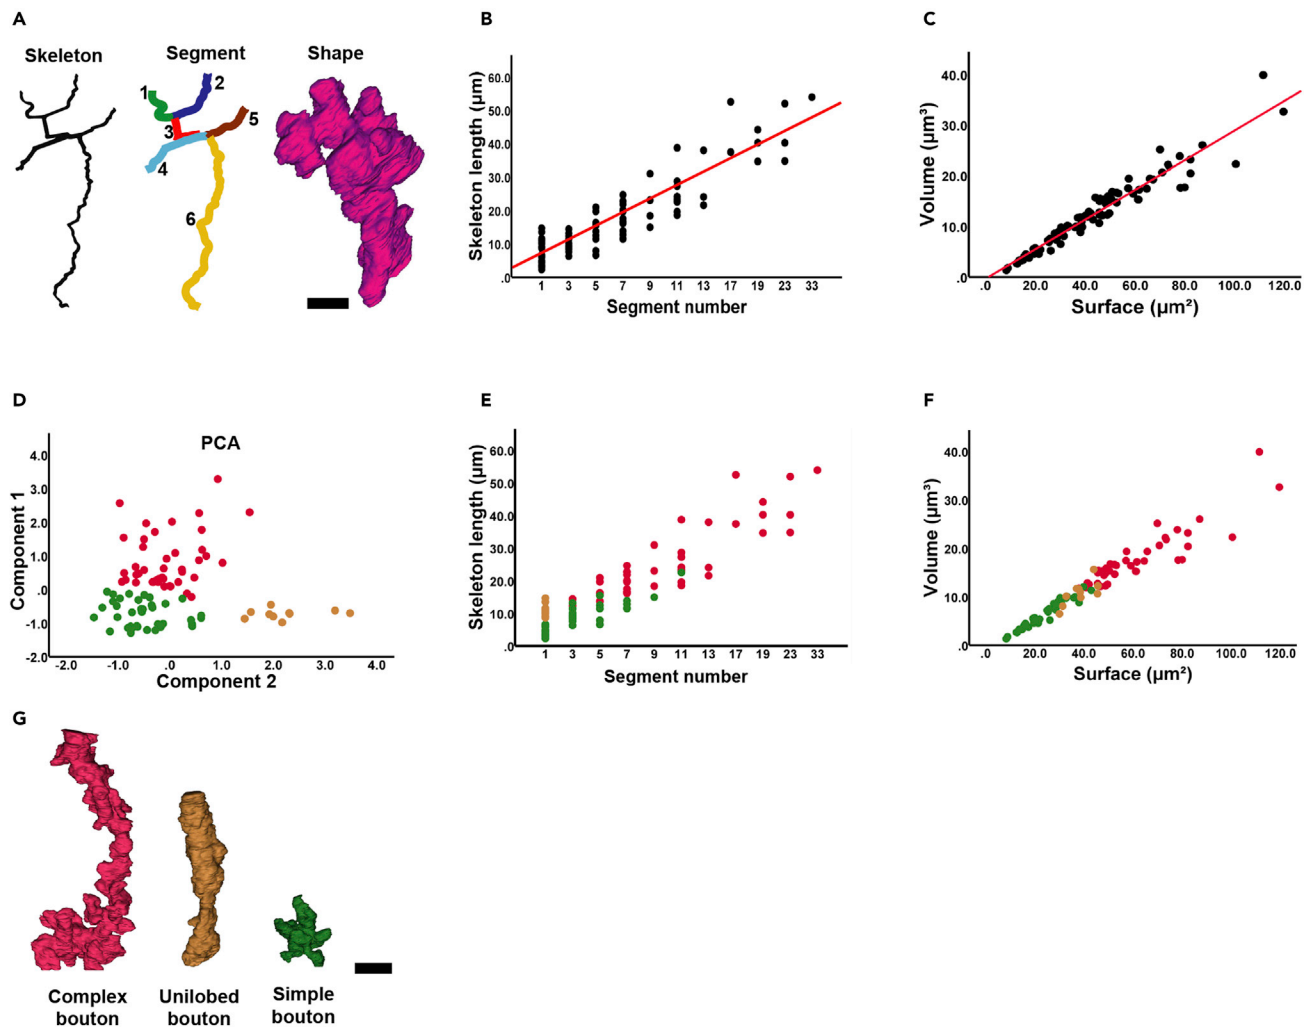 A
Skeleton
Segment
Shape
1
2
3
4
5
6
B
Skeleton length (µm)
60.0
50.0
40.0
30.0
20.0
10.0
.0
1 3 5 7 9 11 13 17 19 23 33
Segment number
C
Volume (µm³)
40.0
30.0
20.0
10.0
.0
.0 20.0 40.0 60.0 80.0 100.0 120.0
Surface (µm²)
D
PCA
Component 1
4.0
3.0
2.0
1.0
.0
-1.0
-2.0
-2.0 -1.0 .0 1.0 2.0 3.0 4.0
Component 2
E
Skeleton length (µm)
60.0
50.0
40.0
30.0
20.0
10.0
.0
1 3 5 7 9 11 13 17 19 23 33
Segment number
F
Volume (µm³)
40.0
30.0
20.0
10.0
.0
.0 20.0 40.0 60.0 80.0 100.0 120.0
Surface (µm²)
G
Complex
bouton
Unilobed
bouton
Simple
bouton